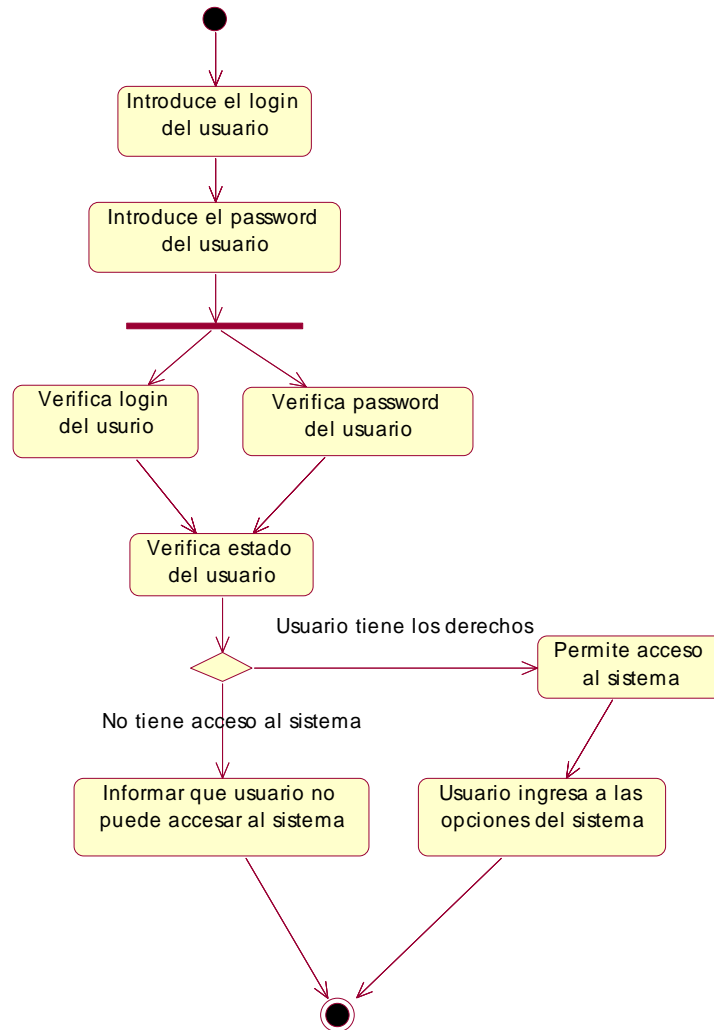 Introduce el login
del usuario
Introduce el password
del usuario
Verifica login
del usurio
Verifica password
del usuario
Verifica estado
del usuario
Usuario tiene los derechos
Permite acceso
al sistema
No tiene acceso al sistema
Informar que usuario no
puede accesar al sistema
Usuario ingresa a las
opciones del sistema